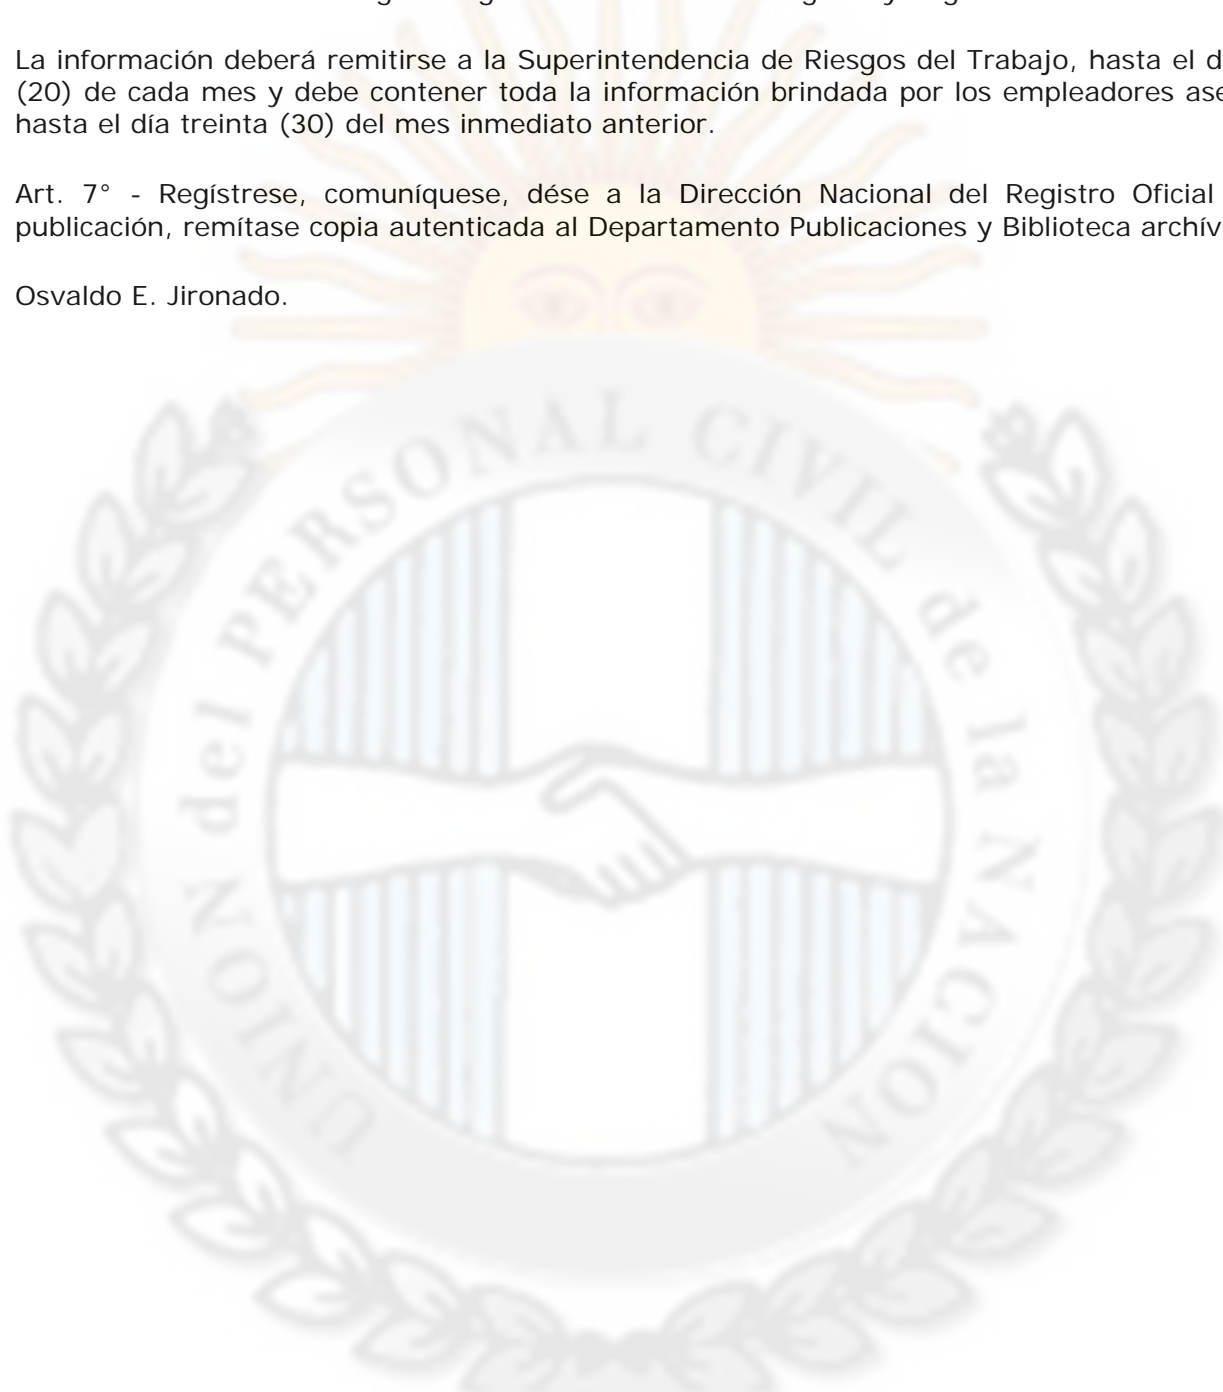 La información deberá remitirse a la Superintendencia de Riesgos del Trabajo, hasta el d
(20) de cada mes y debe contener toda la información brindada por los empleadores ase
hasta el día treinta (30) del mes inmediato anterior.
Art. 7° - Regístrese, comuníquese, dése a la Dirección Nacional del Registro Oficial
publicación, remítase copia autenticada al Departamento Publicaciones y Biblioteca archív
Osvaldo E. Jironado.
UNION del PERSONAL CIVIL de la NACION